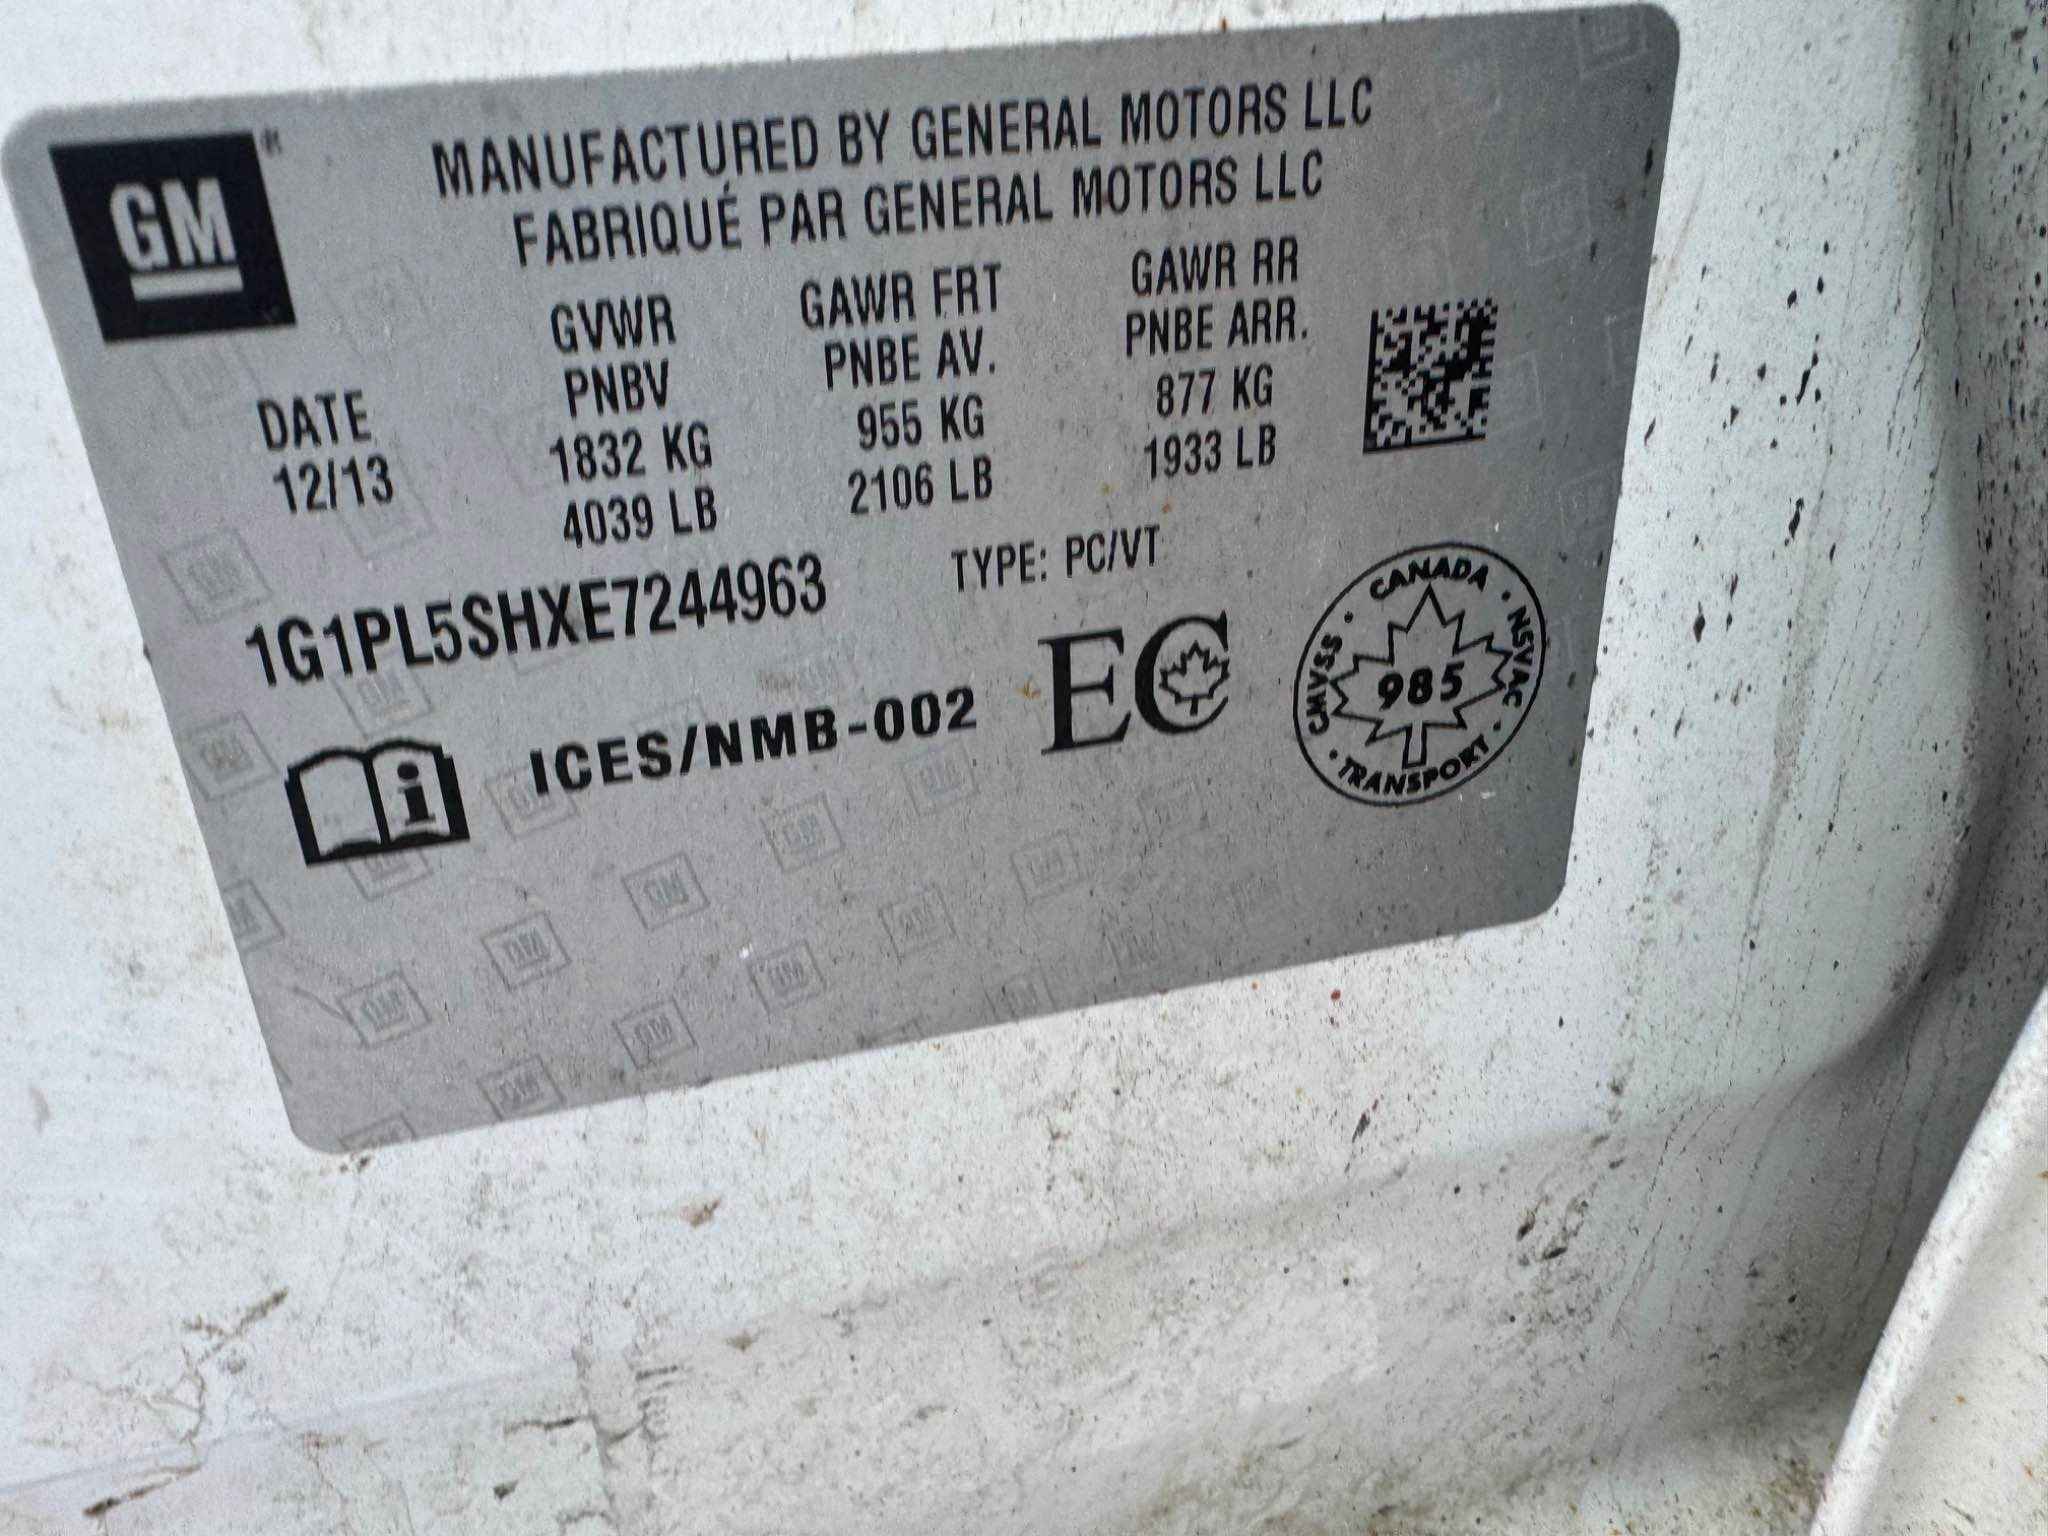 GM
MANUFACTURED BY GENERAL MOTORS LLC
FABRIQUÉ PAR GENERAL MOTORS LLC
DATE
12/13
GVWR
PNBV
1832 KG
4039 LB
GAWR FRT
PNBE AV.
955 KG
2106 LB
GAWR RR
PNBE ARR.
877 KG
1933 LB
1G1PL5SHXE7244963
TYPE: PC/VT
i
ICES/NMB-002
EC
CANADA · NSVAC · TRANSPORT · CMVSS ·
985